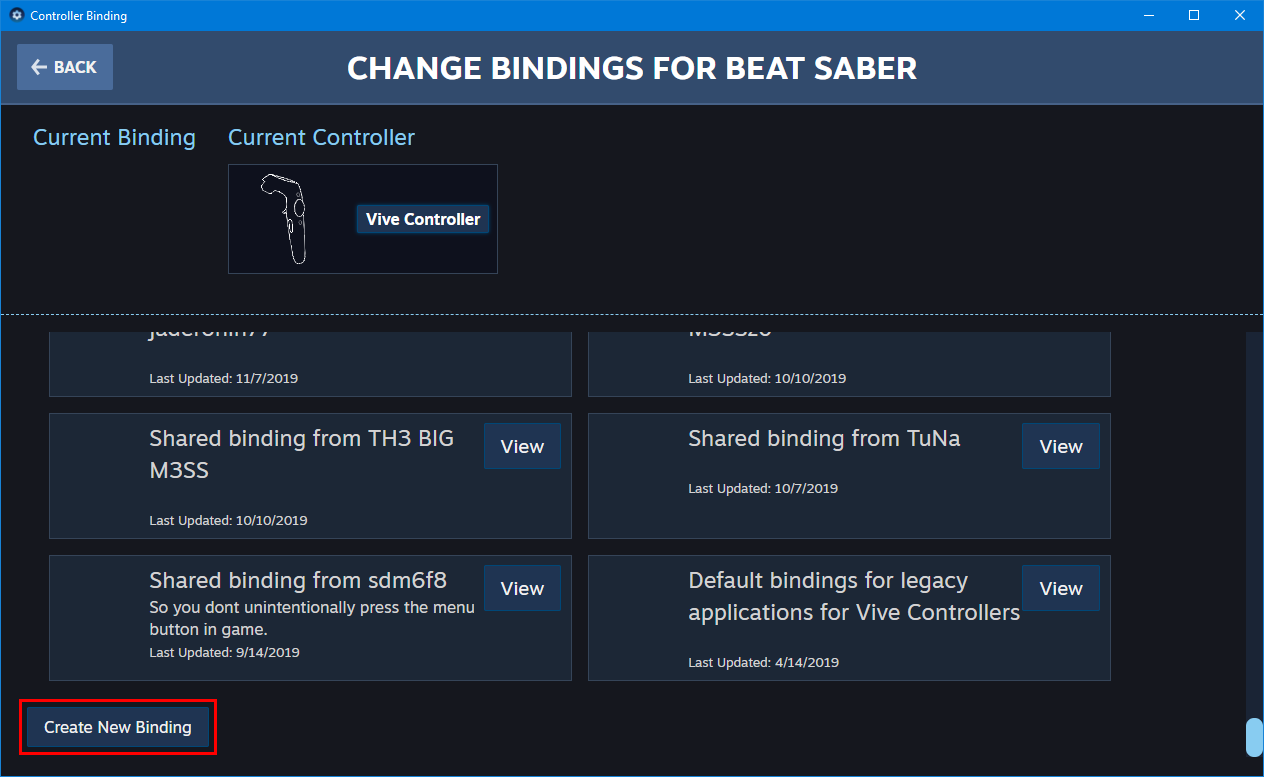 Controller Binding
BACK
CHANGE BINDINGS FOR BEAT SABER
Current Binding
Current Controller
Vive Controller
Last Updated: 11/7/2019
Last Updated: 10/10/2019
Shared binding from TH3 BIG
M3SS
View
Last Updated: 10/10/2019
Shared binding from TuNa
View
Last Updated: 10/7/2019
Shared binding from sdm6f8
View
So you dont unintentionally press the menu
button in game.
Last Updated: 9/14/2019
Default bindings for legacy
applications for Vive Controllers
View
Last Updated: 4/14/2019
Create New Binding